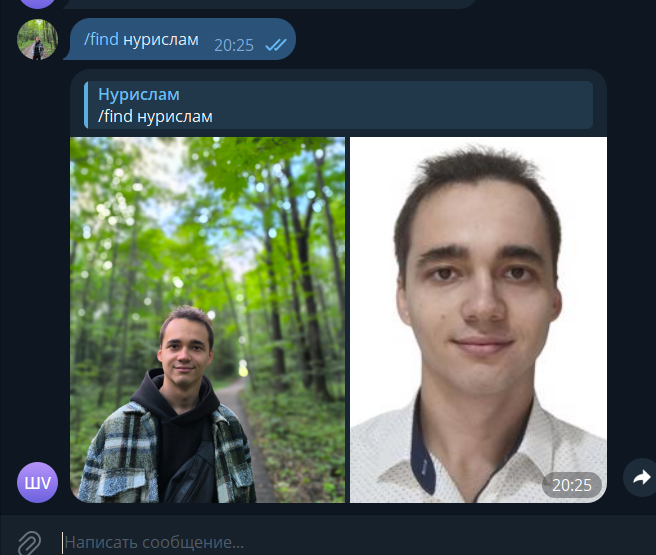 /find нурислам 20:25
Нурислам
/find нурислам
ШV
20:25
Написать сообщение...